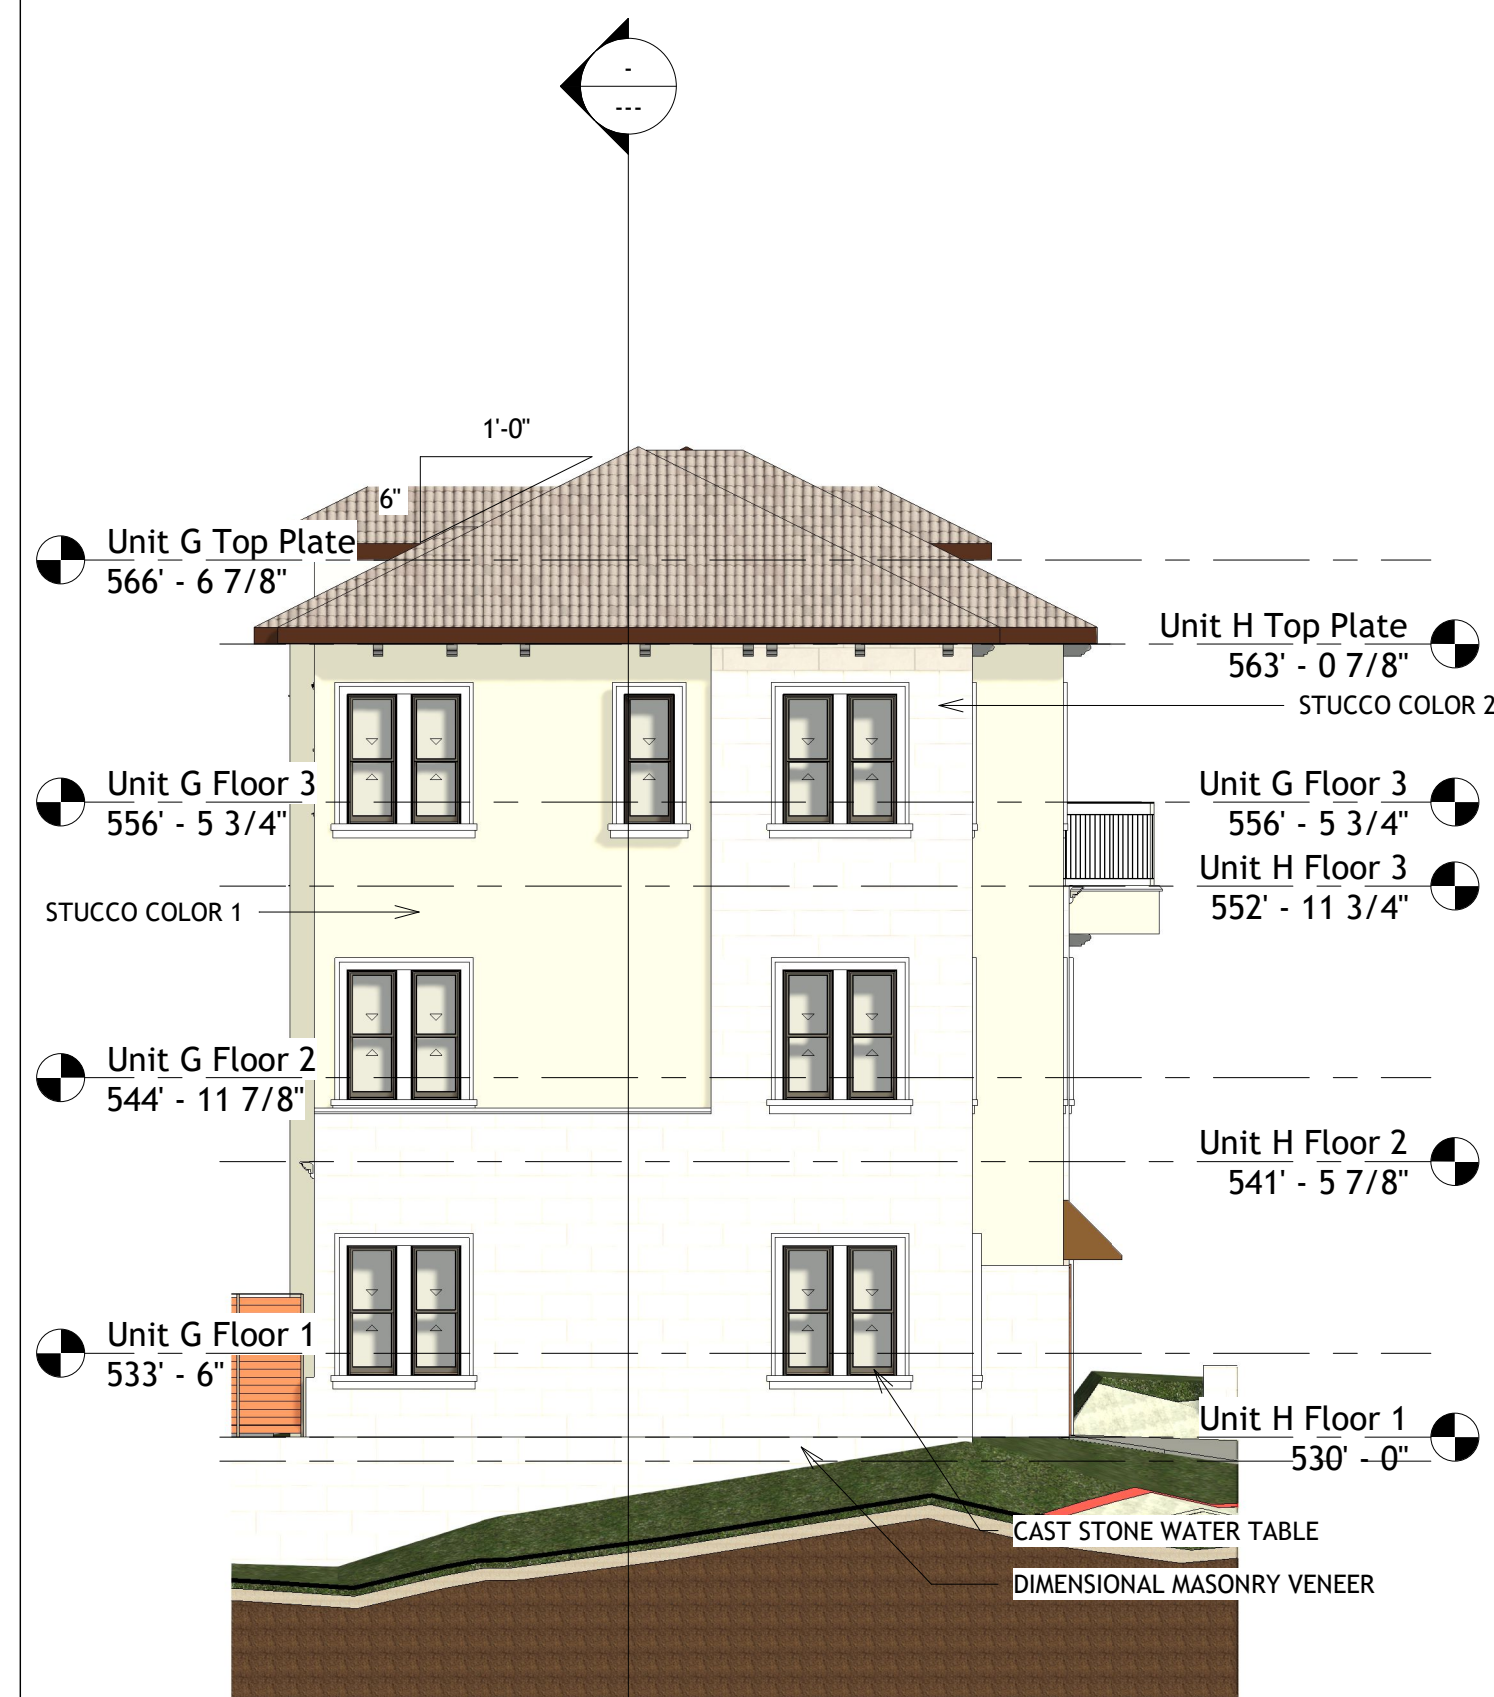 -
---
1'-0"
6"
Unit G Top Plate
566' - 6 7/8"
Unit H Top Plate
563' - 0 7/8"
STUCCO COLOR 2
Unit G Floor 3
556' - 5 3/4"
Unit G Floor 3
556' - 5 3/4"
Unit H Floor 3
552' - 11 3/4"
STUCCO COLOR 1
Unit G Floor 2
544' - 11 7/8"
Unit H Floor 2
541' - 5 7/8"
Unit G Floor 1
533' - 6"
Unit H Floor 1
530' - 0"
CAST STONE WATER TABLE
DIMENSIONAL MASONRY VENEER